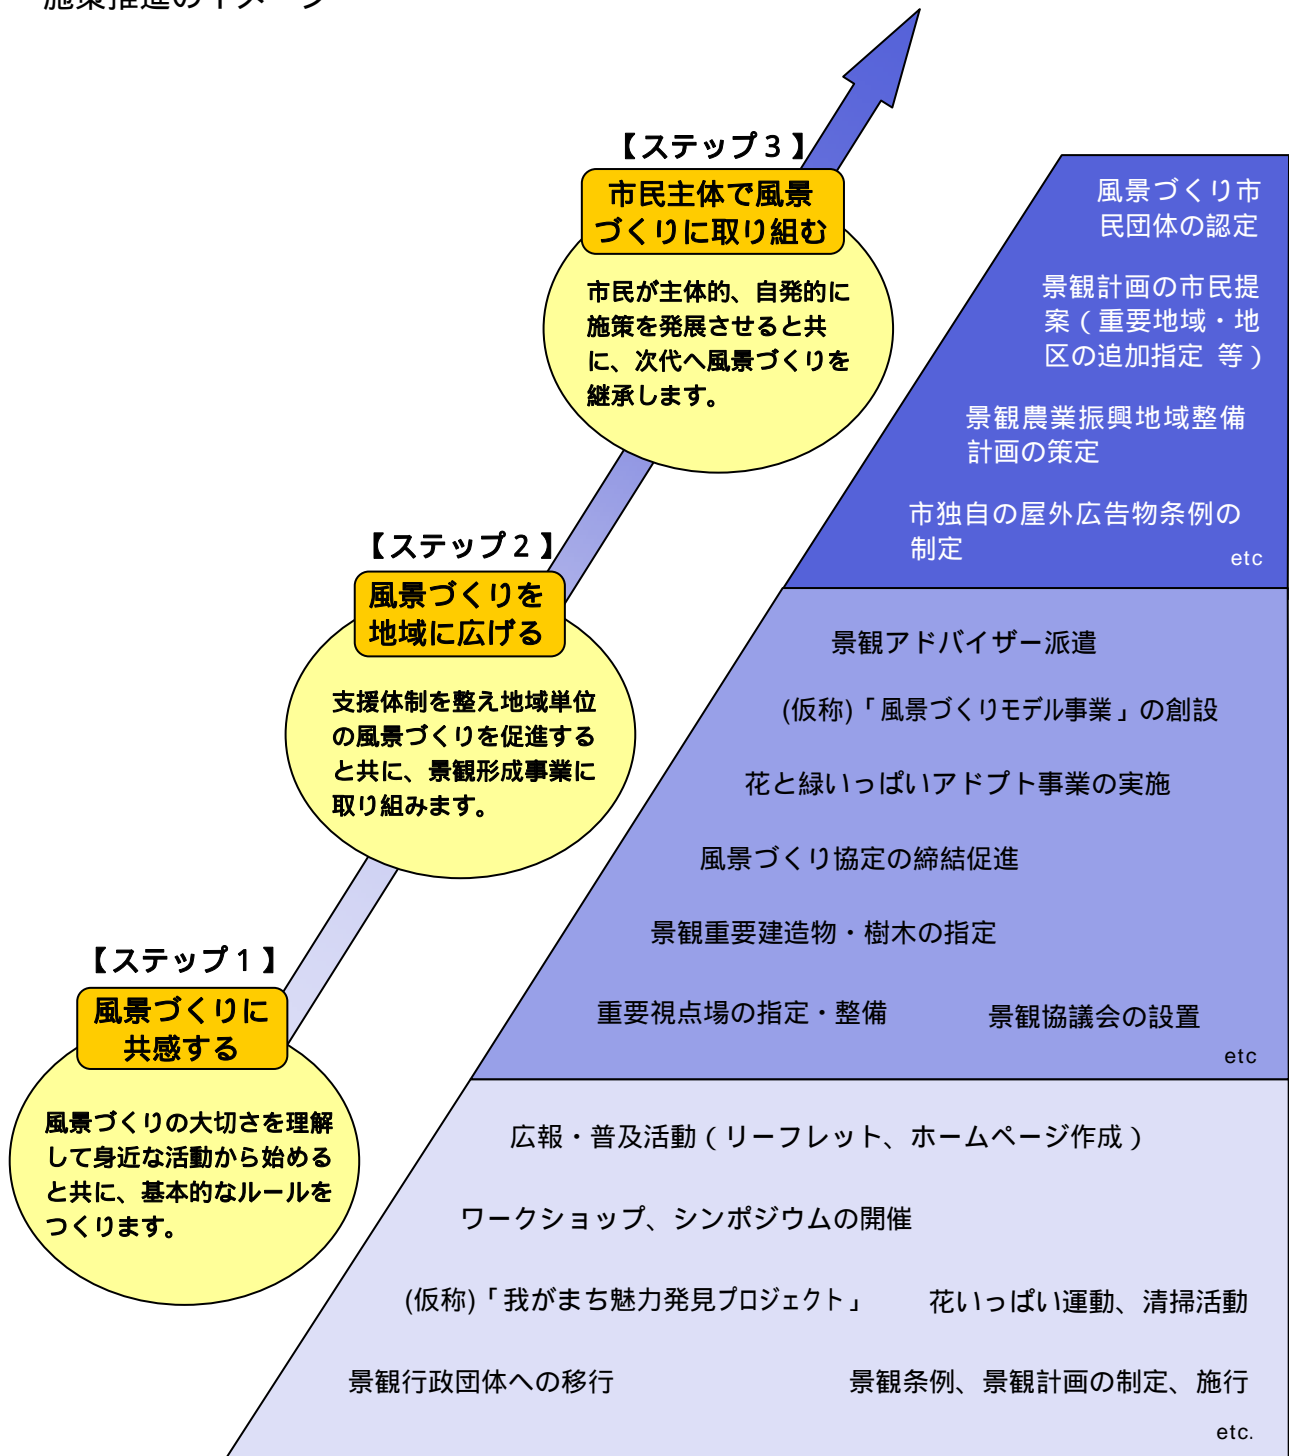 施策推進のイメージ
【ステップ３】
市民主体で風景
づくりに取り組む
市民が主体的、自発的に
施策を発展させると共
に、次代へ風景づくりを
継承します。
風景づくり市
民団体の認定
景観計画の市民提
案（重要地域・地
区の追加指定 等）
景観農業振興地域整備
計画の策定
市独自の屋外広告物条例の
制定
etc
【ステップ２】
風景づくりを
地域に広げる
支援体制を整え地域単位
の風景づくりを促進する
と共に、景観形成事業に
取り組みます。
景観アドバイザー派遣
(仮称)「風景づくりモデル事業」の創設
花と緑いっぱいアドプト事業の実施
風景づくり協定の締結促進
景観重要建造物・樹木の指定
重要視点場の指定・整備
景観協議会の設置
etc
【ステップ１】
風景づくりに
共感する
風景づくりの大切さを理解
して身近な活動から始める
と共に、基本的なルールを
つくります。
広報・普及活動（リーフレット、ホームページ作成）
ワークショップ、シンポジウムの開催
(仮称)「我がまち魅力発見プロジェクト」
花いっぱい運動、清掃活動
景観行政団体への移行
景観条例、景観計画の制定、施行
etc.